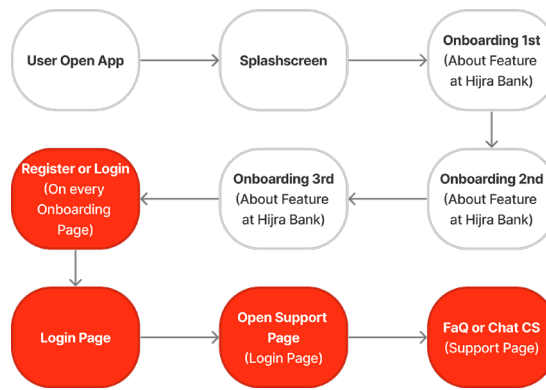 User Open App
Splashscreen
Onboarding 1st
(About Feature
at Hijra Bank)
Onboarding 2nd
(About Feature
at Hijra Bank)
Onboarding 3rd
(About Feature
at Hijra Bank)
Register or Login
(On every
Onboarding
Page)
Login Page
Open Support
Page
(Login Page)
FaQ or Chat CS
(Support Page)